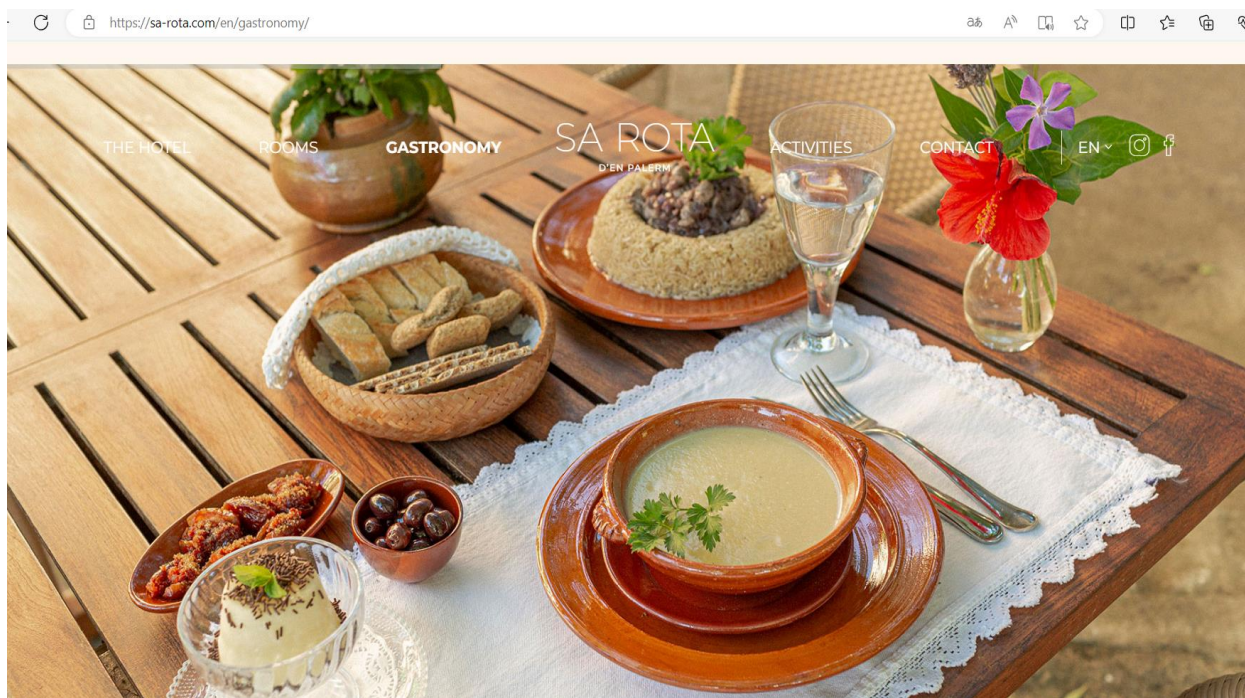 https://sa-rota.com/en/gastronomy/
THE HOTEL ROOMS GASTRONOMY SA ROTA ACTIVITIES CONTACT EN
D'EN PALERM